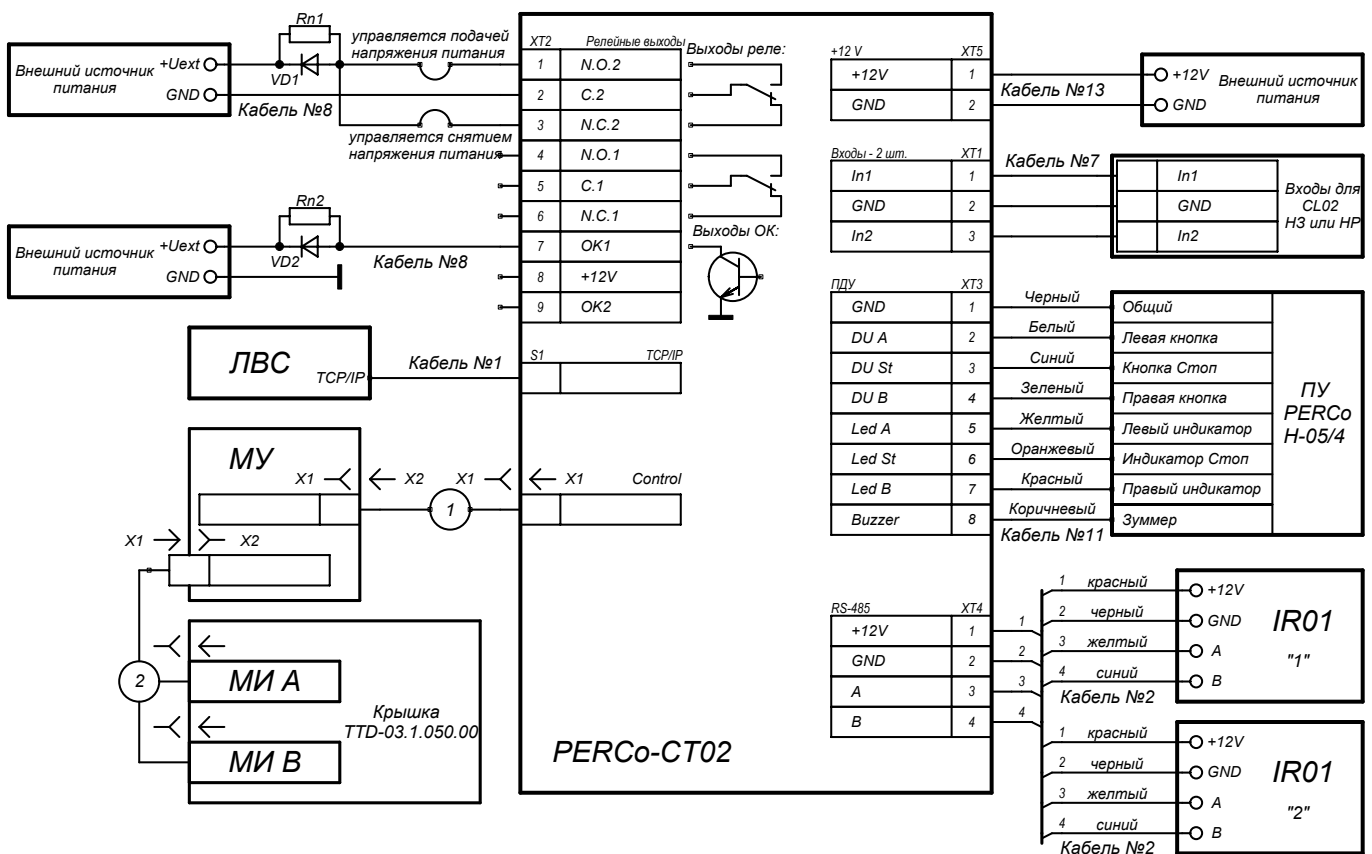 Внешний источник
питания
+Uext
GND
Rn1
VD1
Кабель №8
управляется подачей
напряжения питания
управляется снятием
напряжения питания
Внешний источник
питания
+Uext
GND
Rn2
VD2
Кабель №8
ЛВС
TCP/IP
Кабель №1
МУ
X1
X2
X1
X1
1
X1
X2
2
МИ А
МИ В
Крышка
TTD-03.1.050.00
XT2 Релейные выходы
1 N.O.2
2 C.2
3 N.C.2
4 N.O.1
5 C.1
6 N.C.1
7 OK1
8 +12V
9 OK2
S1 TCP/IP
Control
Выходы реле:
Выходы ОК:
PERCo-CT02
+12 V XT5
+12V 1
GND 2
Кабель №13
+12V
GND
Внешний источник
питания
Входы - 2 шт. XT1
In1 1
GND 2
In2 3
Кабель №7
In1
GND
In2
Входы для
CL02
НЗ или НР
ПДУ XT3
GND 1 Черный Общий
DU A 2 Белый Левая кнопка
DU St 3 Синий Кнопка Стоп
DU B 4 Зеленый Правая кнопка
Led A 5 Желтый Левый индикатор
Led St 6 Оранжевый Индикатор Стоп
Led B 7 Красный Правый индикатор
Buzzer 8 Коричневый Зуммер
Кабель №11
ПУ
PERCo
H-05/4
RS-485 XT4
+12V 1 1
GND 2 2
A 3 3
B 4 4
1 красный +12V
2 черный GND
3 желтый A
4 синий B
Кабель №2
IR01
"1"
1 красный +12V
2 черный GND
3 желтый A
4 синий B
Кабель №2
IR01
"2"